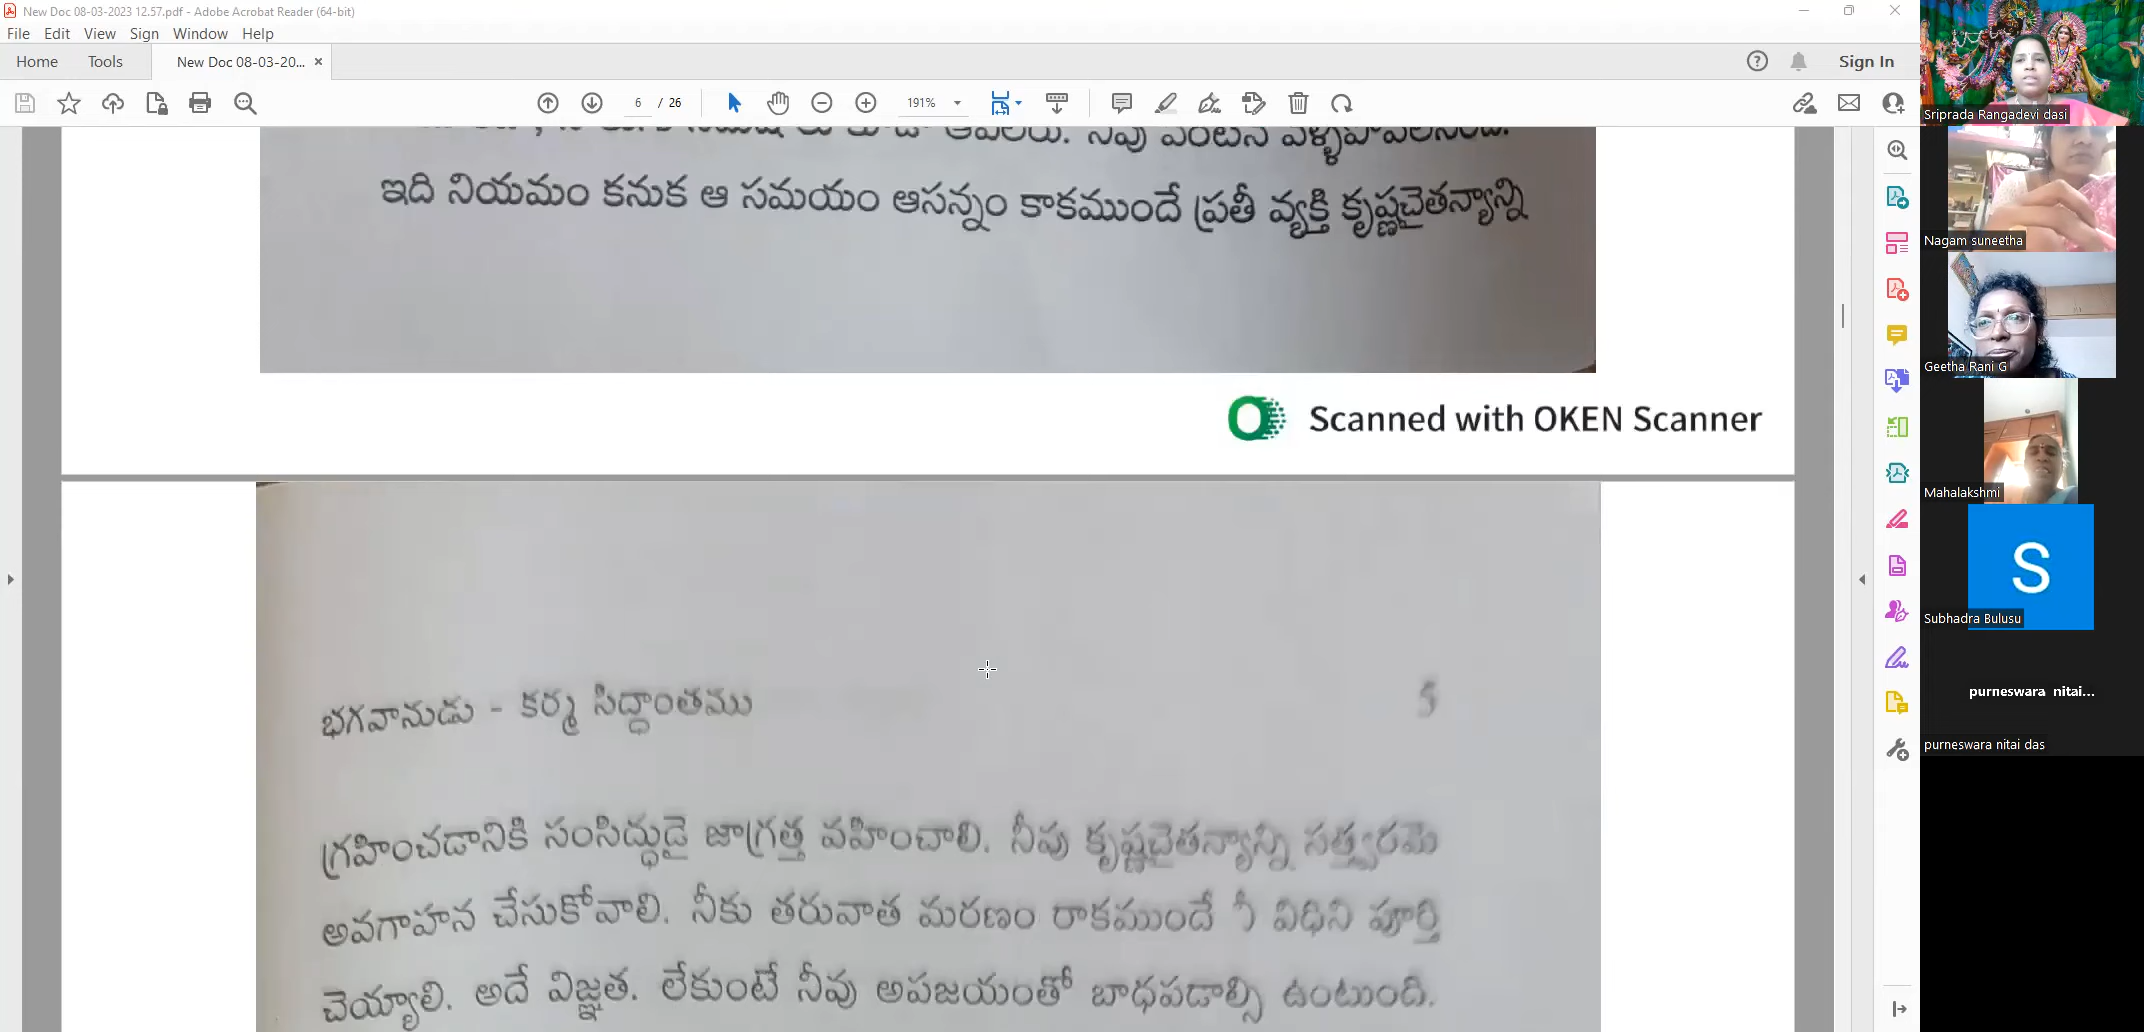 New Doc 08-03-2023 12.57.pdf - Adobe Acrobat Reader (64-bit)
File Edit View Sign Window Help
Home Tools New Doc 08-03-20... × Sign In
6 / 26 191%
నీవు వెంటనే వెళ్ళిపోవలసిందే.
ఇది నియమం కనుక ఆ సమయం ఆసన్నం కాకముందే ప్రతీ వ్యక్తి కృష్ణచైతన్యాన్ని
Scanned with OKEN Scanner
భగవానుడు - కర్మ సిద్ధాంతము 5
గ్రహించడానికి సంసిద్ధుడై జాగ్రత్త వహించాలి. నీవు కృష్ణచైతన్యాన్ని సత్త్వరమె
అవగాహన చేసుకోవాలి. నీకు తరువాత మరణం రాకముందే నీ విధిని పూర్తి
చెయ్యాలి. అదే విజ్ఞత. లేకుంటే నీవు అపజయంతో బాధపడాల్సి ఉంటుంది.
Sriprada Rangadevi dasi
Nagam suneetha
Geetha Rani G
Mahalakshmi
S
Subhadra Bulusu
purneswara nitai...
purneswara nitai das